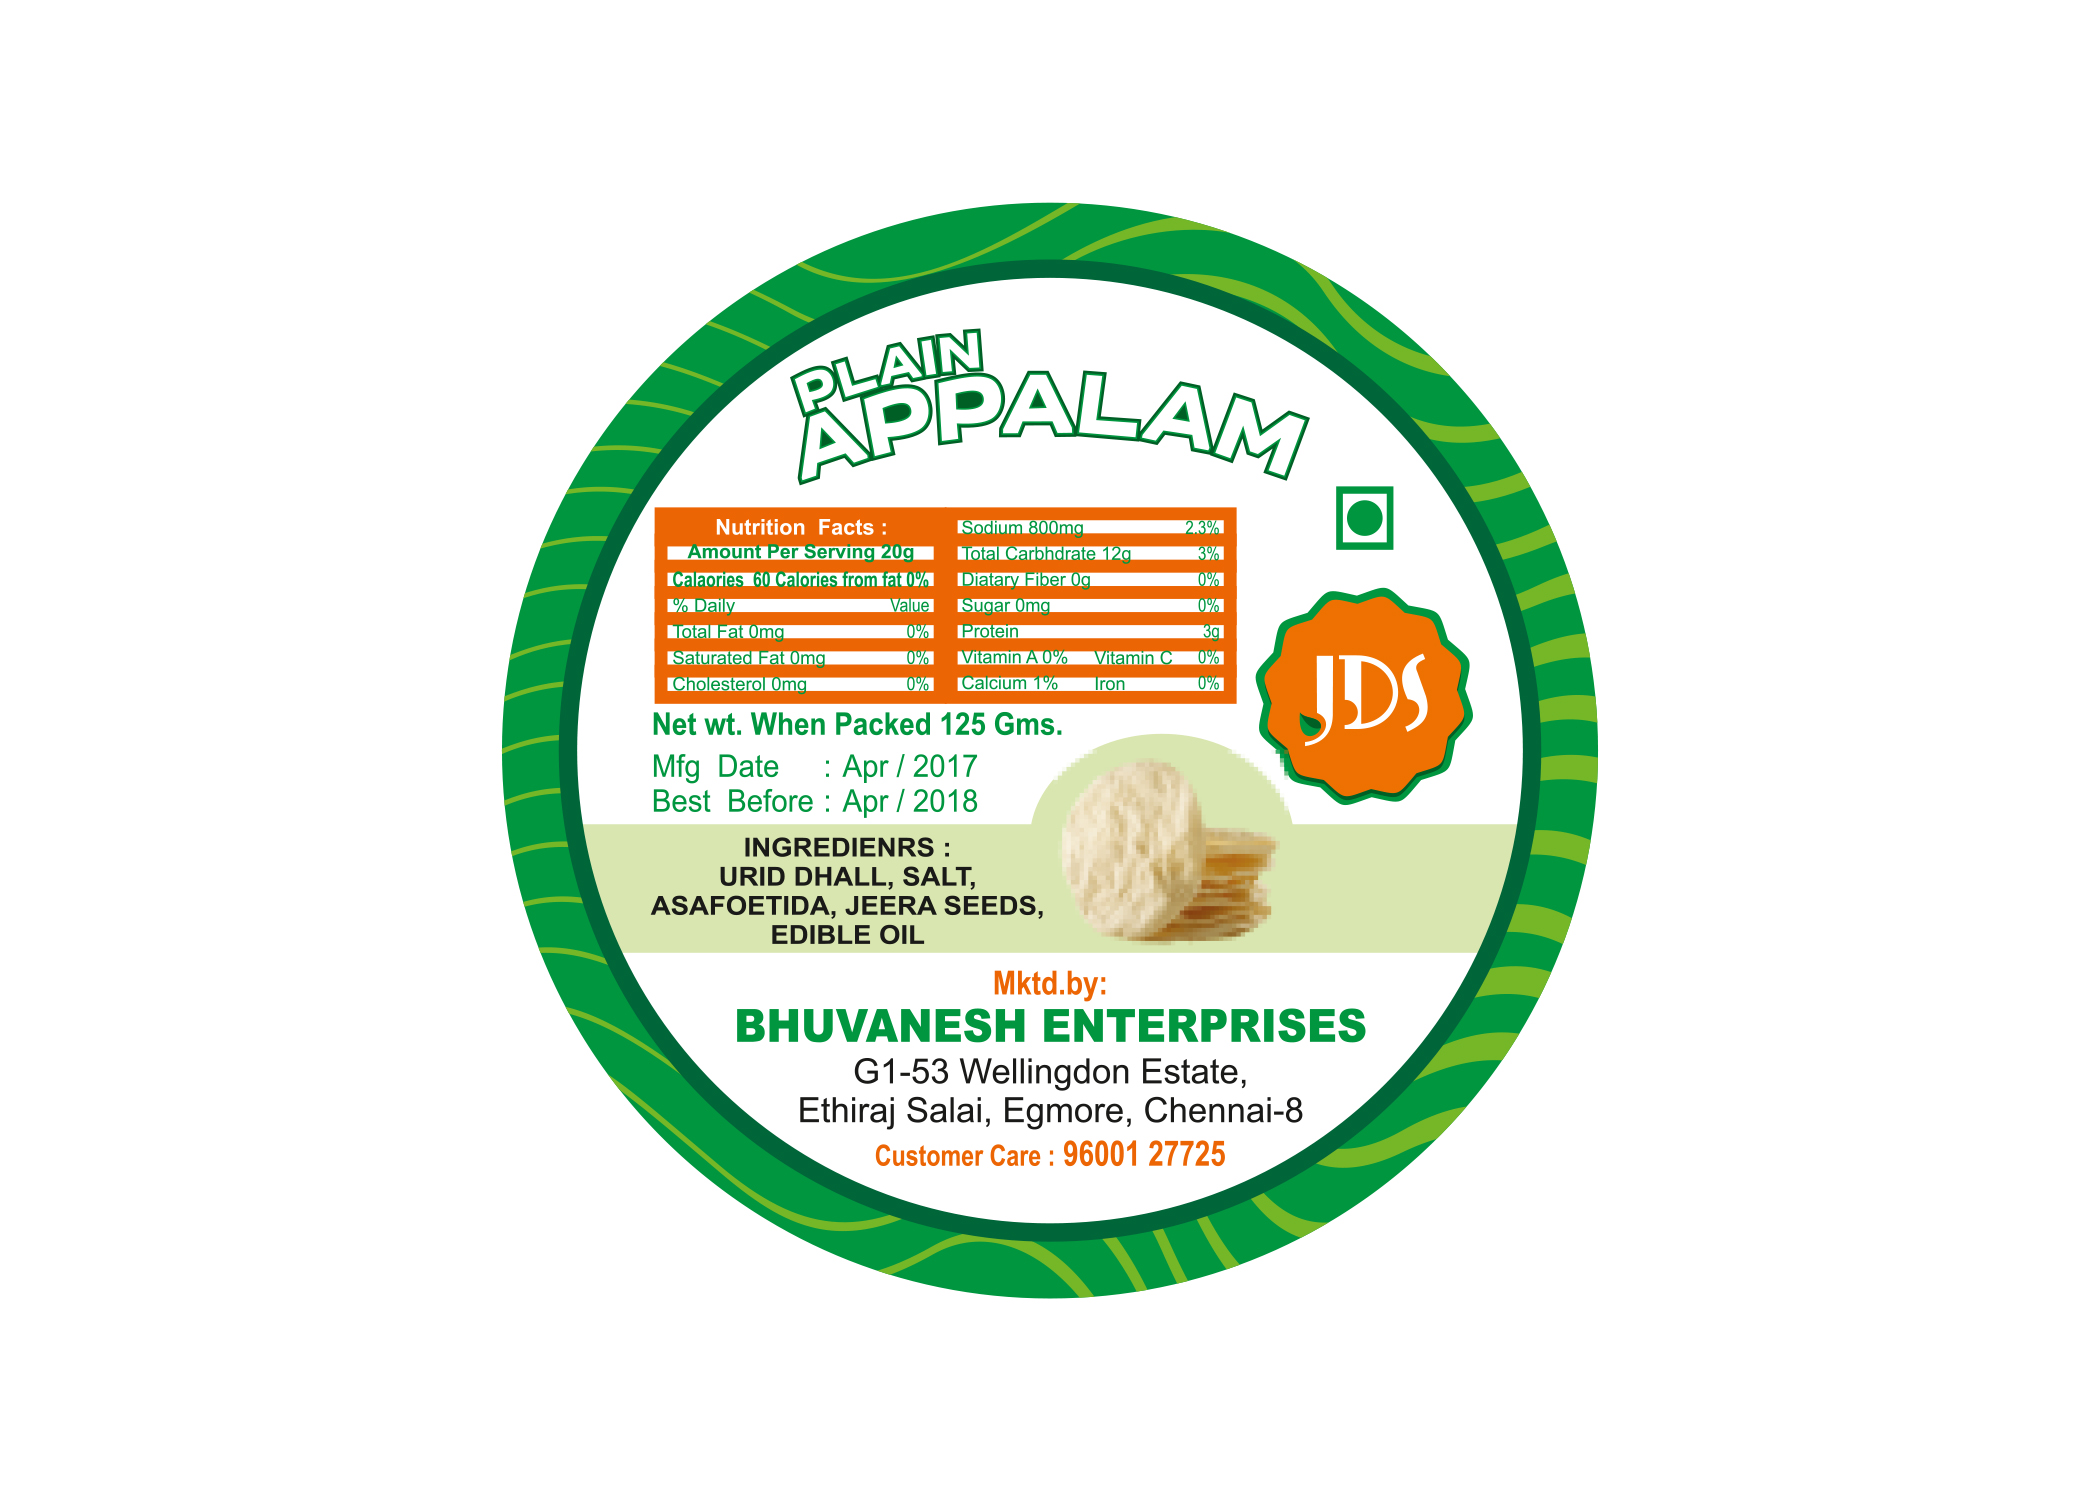 PLAIN
APPALAM
Nutrition Facts :
Amount Per Serving 20g
Calaories 60 Calories from fat 0%
% Daily Value
Total Fat 0mg 0%
Saturated Fat 0mg 0%
Cholesterol 0mg 0%
Sodium 800mg 2.3%
Total Carbhdrate 12g 3%
Diatary Fiber 0g 0%
Sugar 0mg 0%
Protein 3g
Vitamin A 0% Vitamin C 0%
Calcium 1% Iron 0%
JDS
Net wt. When Packed 125 Gms.
Mfg Date : Apr / 2017
Best Before : Apr / 2018
INGREDIENRS :
URID DHALL, SALT,
ASAFOETIDA, JEERA SEEDS,
EDIBLE OIL
Mktd.by:
BHUVANESH ENTERPRISES
G1-53 Wellingdon Estate,
Ethiraj Salai, Egmore, Chennai-8
Customer Care : 96001 27725